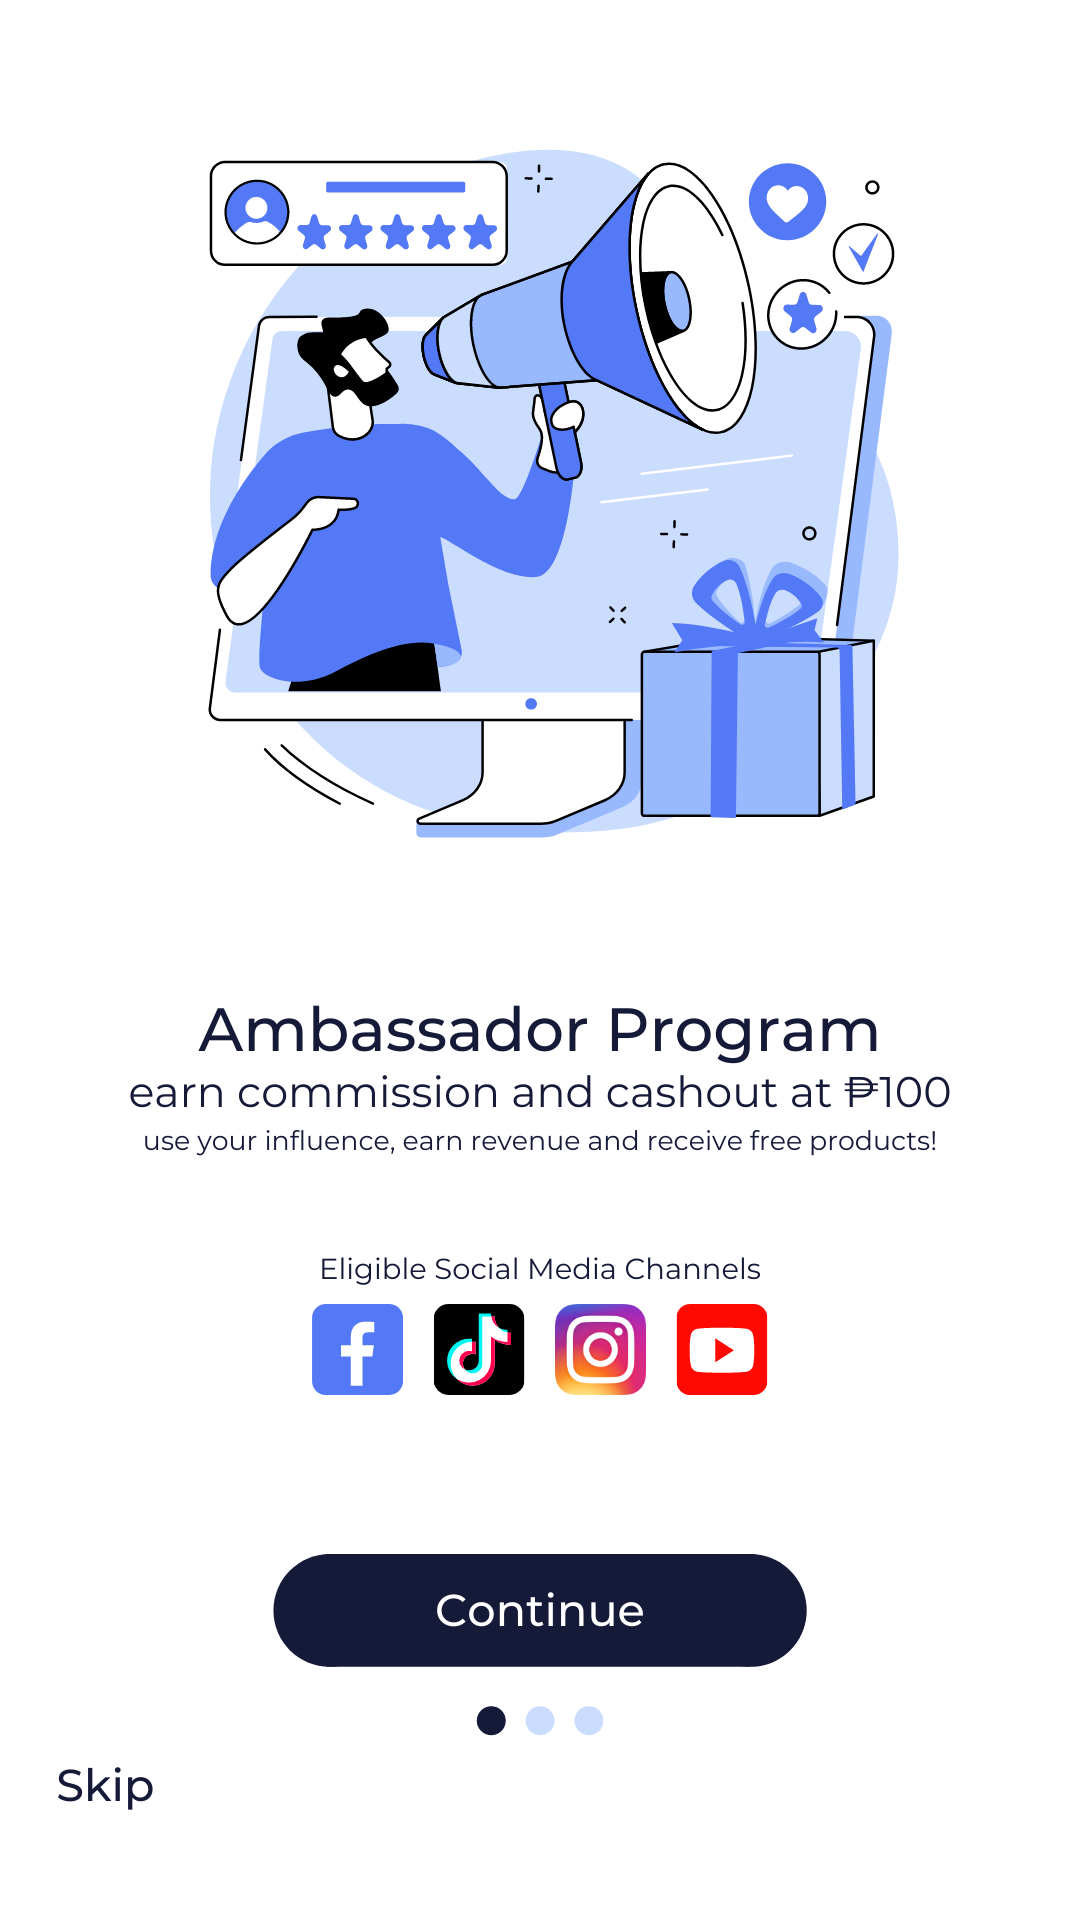 Ambassador Program
earn commission and cashout at ₱100
use your influence, earn revenue and receive free products!
Eligible Social Media Channels
Continue
Skip